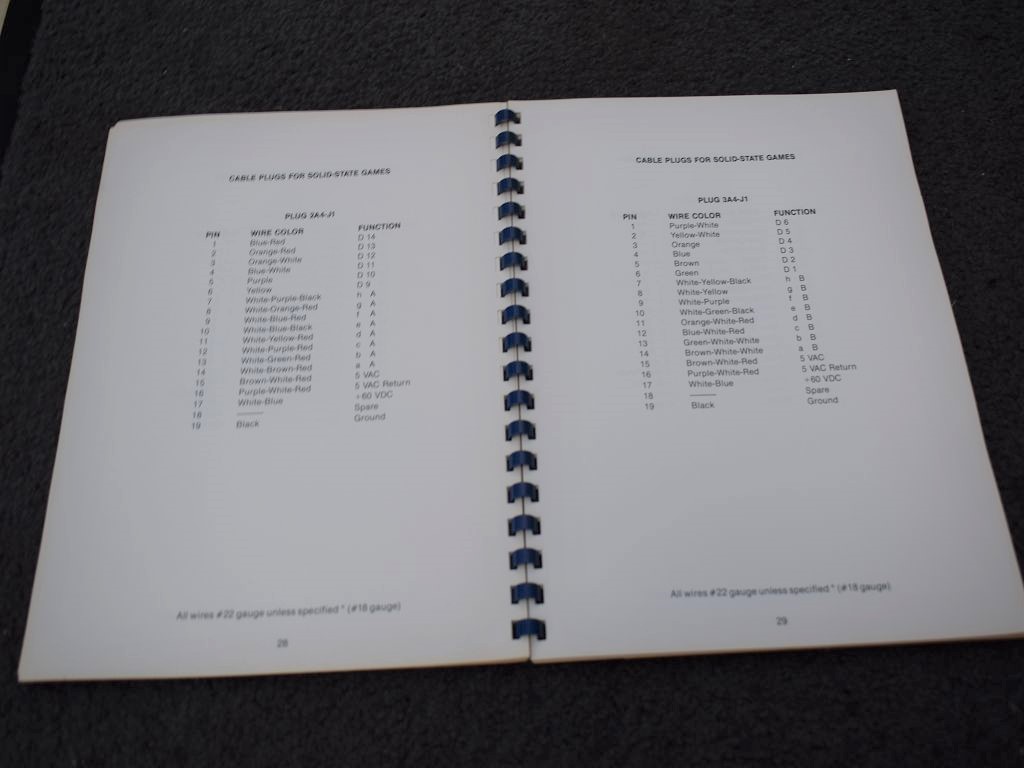 CABLE PLUGS FOR SOLID-STATE GAMES
PLUG 2A4-J1
PIN WIRE COLOR FUNCTION
1 Blue-Red D 14
2 Orange-Red D 13
3 Orange-White D 12
4 Blue-White D 11
5 Purple D 10
6 Yellow D 9
7 White-Purple-Black h A
8 White-Orange-Red g A
9 White-Blue-Red f A
10 White-Blue-Black e A
11 White-Yellow-Red d A
12 White-Purple-Red c A
13 White-Green-Red b A
14 White-Brown-Red a A
15 Brown-White-Red 5 VAC
16 Purple-White-Red 5 VAC Return
17 White-Blue +60 VDC
18 ——— Spare
19 Black Ground
All wires #22 gauge unless specified * (#18 gauge)
28
CABLE PLUGS FOR SOLID-STATE GAMES
PLUG 3A4-J1
PIN WIRE COLOR FUNCTION
1 Purple-White D 6
2 Yellow-White D 5
3 Orange D 4
4 Blue D 3
5 Brown D 2
6 Green D 1
7 White-Yellow-Black h B
8 White-Yellow g B
9 White-Purple f B
10 White-Green-Black e B
11 Orange-White-Red d B
12 Blue-White-Red c B
13 Green-White-White b B
14 Brown-White-White a B
15 Brown-White-Red 5 VAC
16 Purple-White-Red 5 VAC Return
17 White-Blue +60 VDC
18 ——— Spare
19 Black Ground
All wires #22 gauge unless specified * (#18 gauge)
29